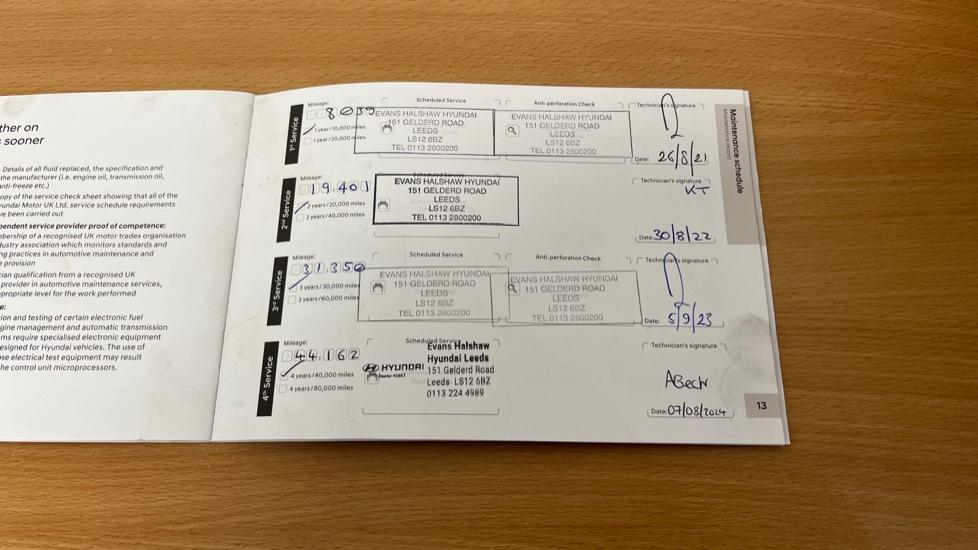 ther on
sooner
Details of all fluid replaced, the specification and
the manufacturer (i.e. engine oil, transmission oil,
anti-freeze etc.)
opy of the service check sheet showing that all of the
yundai Motor UK Ltd. service schedule requirements
ve been carried out
pendent service provider proof of competence:
mbership of a recognised UK motor trades organisation
dustry association which monitors standards and
ng practices in automotive maintenance and
e provision
ian qualification from a recognised UK
provider in automotive maintenance services,
propriate level for the work performed
e:
ion and testing of certain electronic fuel
gine management and automatic transmission
ms require specialised electronic equipment
esigned for Hyundai vehicles. The use of
se electrical test equipment may result
he control unit microprocessors.
1st Service
Mileage:
8059
1 year/10,000 miles
1 year/20,000 miles
Scheduled Service
EVANS HALSHAW HYUNDAI
151 GELDERD ROAD
LEEDS
LS12 6BZ
TEL 0113 2800200
Anti-perforation Check
EVANS HALSHAW HYUNDAI
151 GELDERD ROAD
LEEDS
LS12 6BZ
TEL 0113 2800200
Technician's signature
Date: 26/8/21
2nd Service
Mileage:
19.401
2 years/20,000 miles
2 years/40,000 miles
Scheduled Service
EVANS HALSHAW HYUNDAI
151 GELDERD ROAD
LEEDS
LS12 6BZ
TEL 0113 2800200
Technician's signature
KT
Date: 30/8/22
3rd Service
Mileage:
31.350
3 years/30,000 miles
3 years/60,000 miles
Scheduled Service
EVANS HALSHAW HYUNDAI
151 GELDERD ROAD
LEEDS
LS12 6BZ
TEL 0113 2800200
Anti-perforation Check
EVANS HALSHAW HYUNDAI
151 GELDERD ROAD
LEEDS
LS12 6BZ
TEL 0113 2800200
Technician's signature
Date: 5/9/23
4th Service
Mileage:
44,162
4 years/40,000 miles
4 years/80,000 miles
Scheduled Service
Evans Halshaw
Hyundai Leeds
HYUNDAI 151 Gelderd Road
Leeds LS12 6BZ
0113 224 4989
Technician's signature
ABech
Date: 07/08/2024
Maintenance schedule
Maintenance record
13